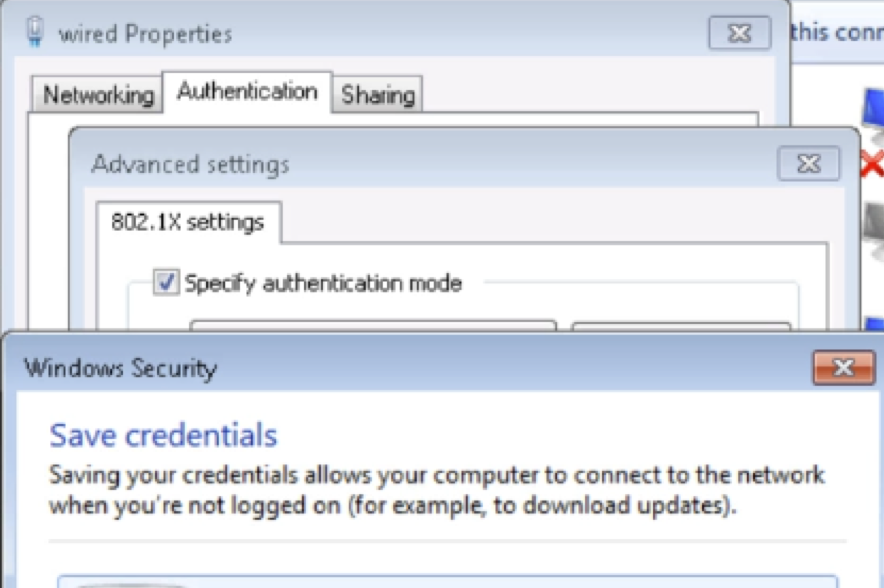 wired Properties
this conn
Networking Authentication Sharing
Advanced settings
802.1X settings
Specify authentication mode
Windows Security
Save credentials
Saving your credentials allows your computer to connect to the network
when you're not logged on (for example, to download updates).